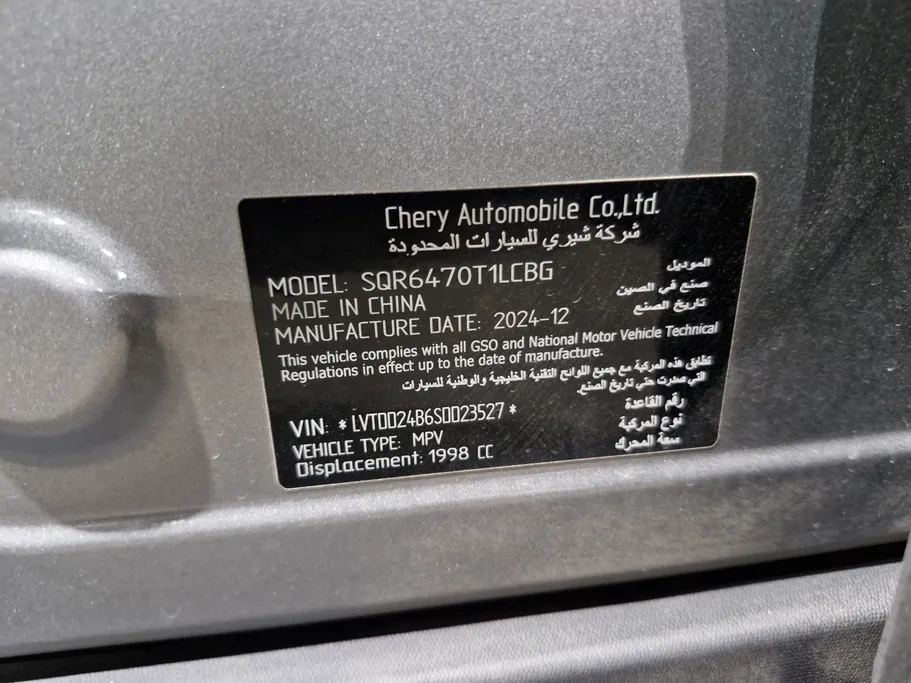 Chery Automobile Co.,Ltd.
شركة شيري للسيارات المحدودة
MODEL: SQR6470T1LCBG الموديل
MADE IN CHINA صنع في الصين
MANUFACTURE DATE: 2024-12 تاريخ الصنع
This vehicle complies with all GSO and National Motor Vehicle Technical
Regulations in effect up to the date of manufacture.
تطابق هذه المركبة مع جميع اللوائح التقنية الخليجية والوطنية للسيارات
التي صدرت حتي تاريخ الصنع.
VIN: *LVTDD24B6SD023527* رقم القاعدة
VEHICLE TYPE: MPV نوع المركبة
Displacement: 1998 CC سعة المحرك